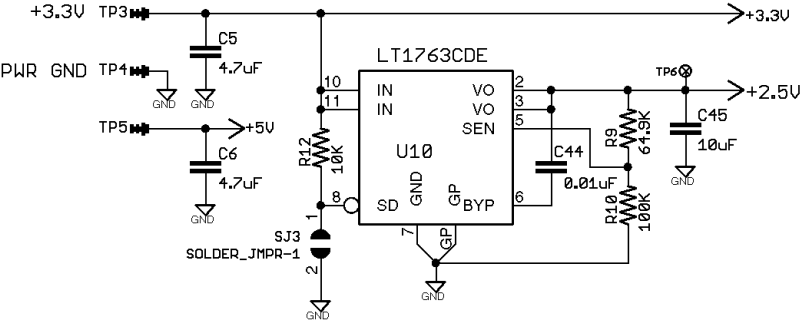 +3.3V TP3
+3.3V
C5
4.7uF
PWR GND TP4
GND
GND
TP5
+5V
C6
4.7uF
GND
LT1763CDE
10 IN VO 2
11 IN VO 3
SEN 5
U10
R12
10K
8 SD
GND
GP
BYP 6
7
GP
GND
1
SJ3
SOLDER_JMPR-1
2
GND
C44
0.01uF
R9
64.9K
R10
100K
TP6
+2.5V
C45
10uF
GND